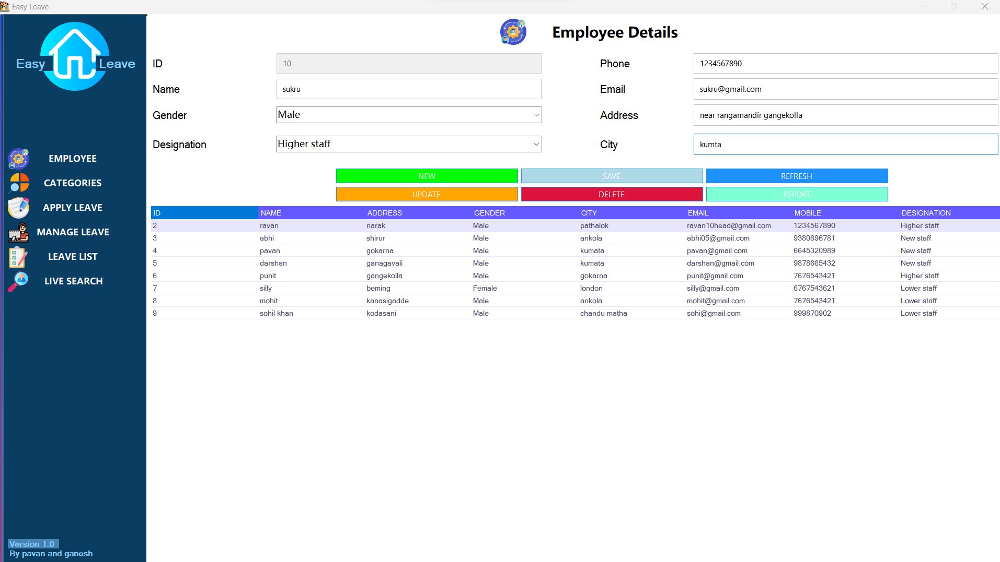 Easy Leave
Easy Leave
EMPLOYEE
CATEGORIES
APPLY LEAVE
MANAGE LEAVE
LEAVE LIST
LIVE SEARCH
Version 1.0
By pavan and ganesh
Employee Details
ID 10 Phone 1234567890
Name sukru Email sukru@gmail.com
Gender Male Address near rangamandir gangekolla
Designation Higher staff City kumta
NEW SAVE REFRESH
UPDATE DELETE REPORT
ID NAME ADDRESS GENDER CITY EMAIL MOBILE DESIGNATION
2 ravan narak Male pathalok ravan10head@gmail.com 1234567890 Higher staff
3 abhi shirur Male ankola abhi05@gmail.com 9380896781 New staff
4 pavan gokarna Male kumata pavan@gmail.com 6645320989 New staff
5 darshan ganagavali Male kumata darshan@gmail.com 9878665432 New staff
6 punit gangekolla Male gokarna punit@gmail.com 7676543421 Higher staff
7 silly beming Female london silly@gmail.com 6767543621 Lower staff
8 mohit kanasigadde Male ankola mohit@gmail.com 7676543421 Lower staff
9 sohil khan kodasani Male chandu matha sohi@gmail.com 999870902 Lower staff